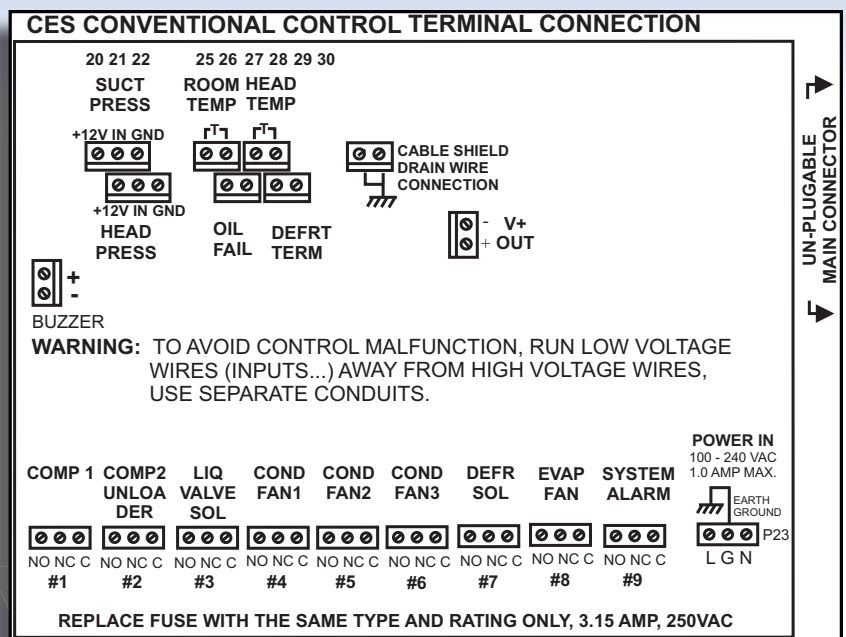 CES CONVENTIONAL CONTROL TERMINAL CONNECTION
20 21 22 25 26 27 28 29 30
SUCT ROOM HEAD
PRESS TEMP TEMP
+12V IN GND T T
CABLE SHIELD
DRAIN WIRE
CONNECTION
+12V IN GND
HEAD
PRESS
OIL
FAIL
DEFRT
TERM
- V+
+ OUT
+
-
BUZZER
WARNING: TO AVOID CONTROL MALFUNCTION, RUN LOW VOLTAGE
WIRES (INPUTS...) AWAY FROM HIGH VOLTAGE WIRES,
USE SEPARATE CONDUITS.
POWER IN
100 - 240 VAC
1.0 AMP MAX.
COMP 1 COMP2 LIQ COND COND COND DEFR EVAP SYSTEM
UNLOA VALVE FAN1 FAN2 FAN3 SOL FAN ALARM
DER SOL
EARTH
GROUND
P23
NO NC C NO NC C NO NC C NO NC C NO NC C NO NC C NO NC C NO NC C NO NC C L G N
#1 #2 #3 #4 #5 #6 #7 #8 #9
REPLACE FUSE WITH THE SAME TYPE AND RATING ONLY, 3.15 AMP, 250VAC
UN-PLUGABLE
MAIN CONNECTOR